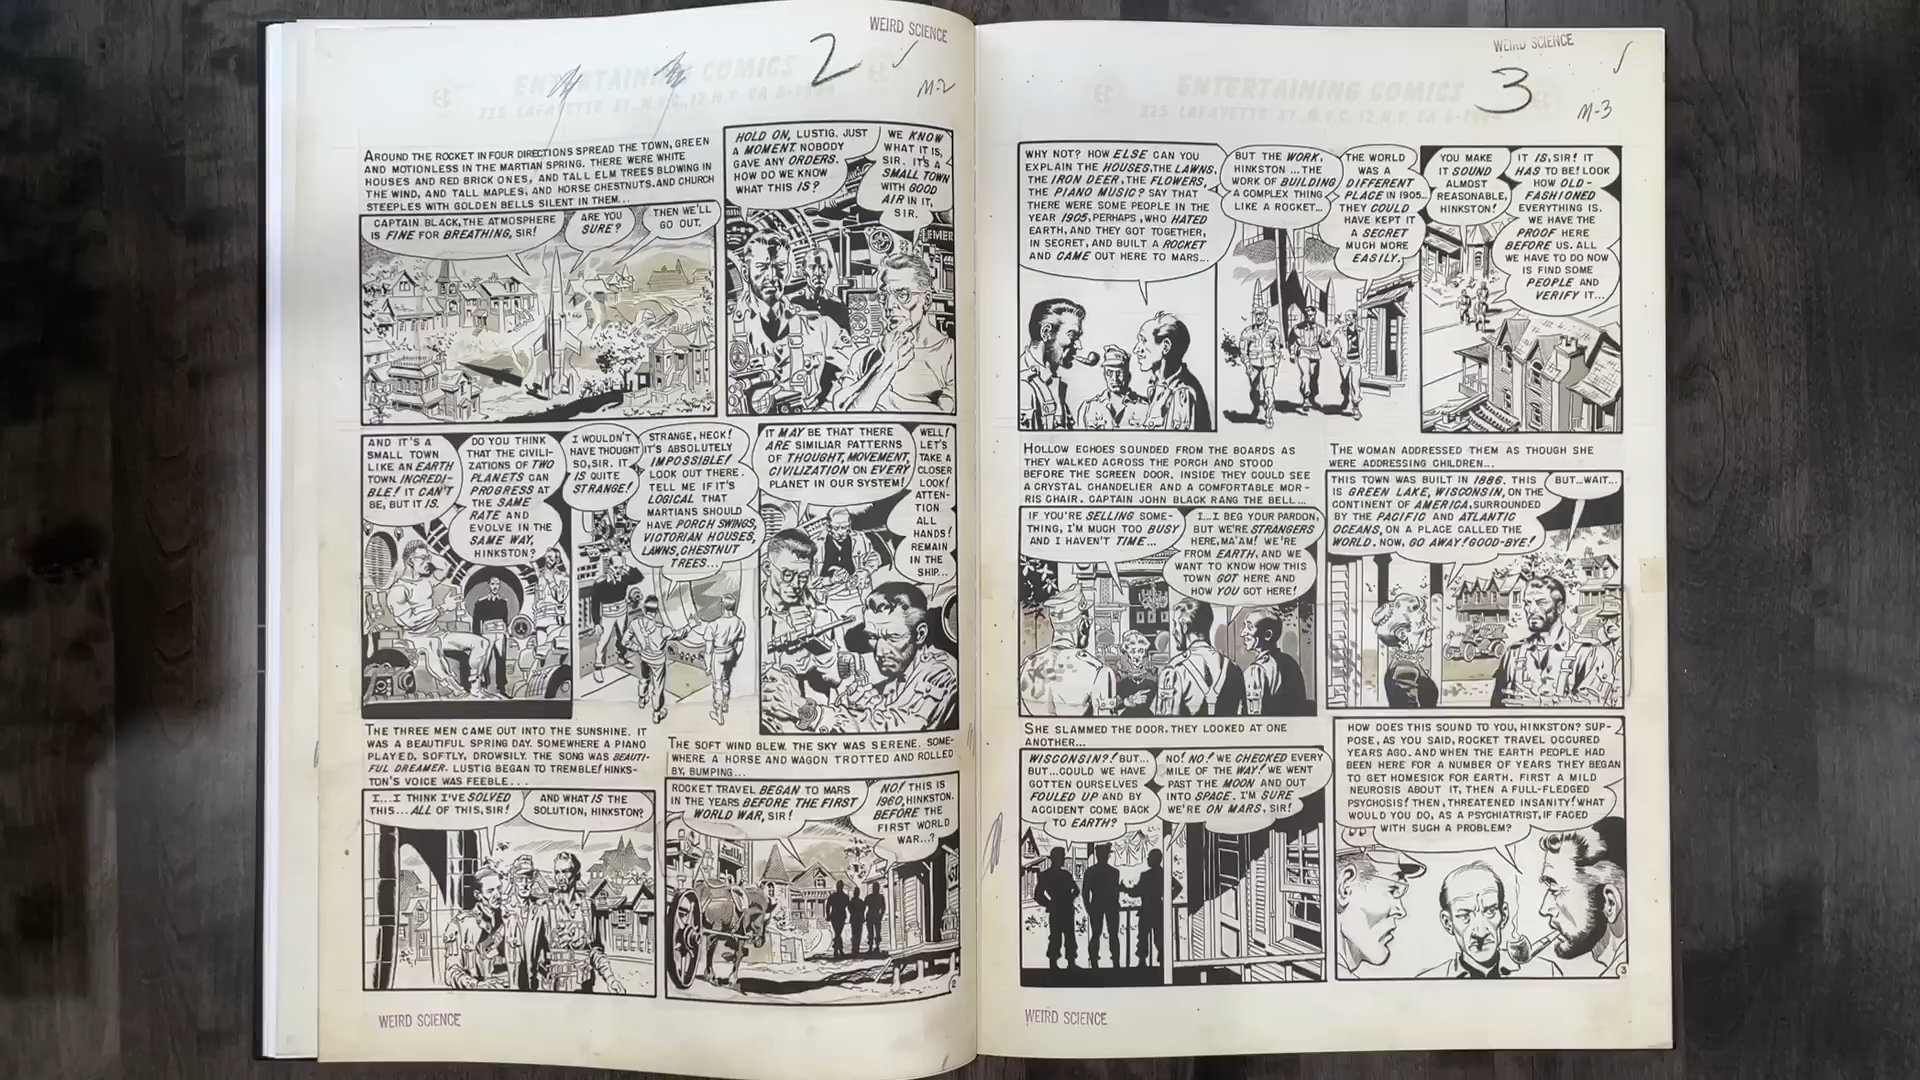 WEIRD SCIENCE
2
M-2
ENTERTAINING COMICS
225 LAFAYETTE ST., N.Y.C., 12, N.Y. CA 6-
AROUND THE ROCKET IN FOUR DIRECTIONS SPREAD THE TOWN, GREEN
AND MOTIONLESS IN THE MARTIAN SPRING. THERE WERE WHITE
HOUSES AND RED BRICK ONES, AND TALL ELM TREES BLOWING IN
THE WIND, AND TALL MAPLES, AND HORSE CHESTNUTS. AND CHURCH
STEEPLES WITH GOLDEN BELLS SILENT IN THEM...
CAPTAIN BLACK, THE ATMOSPHERE
IS FINE FOR BREATHING, SIR!
ARE YOU
SURE?
THEN WE'LL
GO OUT.
HOLD ON, LUSTIG. JUST
A MOMENT. NOBODY
GAVE ANY ORDERS.
HOW DO WE KNOW
WHAT THIS IS?
WE KNOW
WHAT IT IS,
SIR. IT'S A
SMALL TOWN
WITH GOOD
AIR IN IT,
SIR.
EMER
AND IT'S A
SMALL TOWN
LIKE AN EARTH
TOWN. INCREDI-
BLE! IT CAN'T
BE, BUT IT IS.
DO YOU THINK
THAT THE CIVILI-
ZATIONS OF TWO
PLANETS CAN
PROGRESS AT
THE SAME
RATE AND
EVOLVE IN THE
SAME WAY,
HINKSTON?
I WOULDN'T
HAVE THOUGHT
SO, SIR. IT
IS QUITE
STRANGE!
STRANGE, HECK!
IT'S ABSOLUTELY
IMPOSSIBLE!
LOOK OUT THERE.
TELL ME IF IT'S
LOGICAL THAT
MARTIANS SHOULD
HAVE PORCH SWINGS,
VICTORIAN HOUSES,
LAWNS, CHESTNUT
TREES...
IT MAY BE THAT THERE
ARE SIMILIAR PATTERNS
OF THOUGHT, MOVEMENT,
CIVILIZATION ON EVERY
PLANET IN OUR SYSTEM!
WELL!
LET'S
TAKE A
CLOSER
LOOK!
ATTEN-
TION.
ALL
HANDS!
REMAIN
IN THE
SHIP...
THE THREE MEN CAME OUT INTO THE SUNSHINE. IT
WAS A BEAUTIFUL SPRING DAY. SOMEWHERE A PIANO
PLAYED, SOFTLY, DROWSILY. THE SONG WAS BEAUTI-
FUL DREAMER. LUSTIG BEGAN TO TREMBLE! HINKS-
TON'S VOICE WAS FEEBLE...
I...I THINK I'VE SOLVED
THIS...ALL OF THIS, SIR!
AND WHAT IS THE
SOLUTION, HINKSTON?
THE SOFT WIND BLEW. THE SKY WAS SERENE. SOME-
WHERE A HORSE AND WAGON TROTTED AND ROLLED
BY, BUMPING...
ROCKET TRAVEL BEGAN TO MARS
IN THE YEARS BEFORE THE FIRST
WORLD WAR, SIR!
NO! THIS IS
1960, HINKSTON.
BEFORE THE
FIRST WORLD
WAR...?
2
WEIRD SCIENCE
WEIRD SCIENCE
3
M-3
ENTERTAINING COMICS
225 LAFAYETTE ST., N.Y.C., 12, N.Y. CA 6-
WHY NOT? HOW ELSE CAN YOU
EXPLAIN THE HOUSES, THE LAWNS,
THE IRON DEER, THE FLOWERS,
THE PIANO MUSIC? SAY THAT
THERE WERE SOME PEOPLE IN THE
YEAR 1905, PERHAPS, WHO HATED
EARTH, AND THEY GOT TOGETHER,
IN SECRET, AND BUILT A ROCKET
AND CAME OUT HERE TO MARS...
BUT THE WORK,
HINKSTON...THE
WORK OF BUILDING
A COMPLEX THING
LIKE A ROCKET...
THE WORLD
WAS A
DIFFERENT
PLACE IN 1905...
THEY COULD
HAVE KEPT IT
A SECRET
MUCH MORE
EASILY.
YOU MAKE
IT SOUND
ALMOST
REASONABLE,
HINKSTON!
IT IS, SIR! IT
HAS TO BE! LOOK
HOW OLD-
FASHIONED
EVERYTHING IS.
WE HAVE THE
PROOF HERE
BEFORE US. ALL
WE HAVE TO DO NOW
IS FIND SOME
PEOPLE AND
VERIFY IT...
HOLLOW ECHOES SOUNDED FROM THE BOARDS AS
THEY WALKED ACROSS THE PORCH AND STOOD
BEFORE THE SCREEN DOOR. INSIDE THEY COULD SEE
A CRYSTAL CHANDELIER AND A COMFORTABLE MOR-
RIS CHAIR. CAPTAIN JOHN BLACK RANG THE BELL...
IF YOU'RE SELLING SOME-
THING, I'M MUCH TOO BUSY
AND I HAVEN'T TIME...
I...I BEG YOUR PARDON,
BUT WE'RE STRANGERS
HERE, MA'AM! WE'RE
FROM EARTH, AND WE
WANT TO KNOW HOW THIS
TOWN GOT HERE AND
HOW YOU GOT HERE!
THE WOMAN ADDRESSED THEM AS THOUGH SHE
WERE ADDRESSING CHILDREN...
THIS TOWN WAS BUILT IN 1886. THIS
IS GREEN LAKE, WISCONSIN, ON THE
CONTINENT OF AMERICA, SURROUNDED
BY THE PACIFIC AND ATLANTIC
OCEANS, ON A PLACE CALLED THE
WORLD. NOW, GO AWAY! GOOD-BYE!
BUT...WAIT...
SHE SLAMMED THE DOOR. THEY LOOKED AT ONE
ANOTHER...
WISCONSIN?! BUT...
BUT...COULD WE HAVE
GOTTEN OURSELVES
FOULED UP AND BY
ACCIDENT COME BACK
TO EARTH?
NO! NO! WE CHECKED EVERY
MILE OF THE WAY! WE WENT
PAST THE MOON AND OUT
INTO SPACE. I'M SURE
WE'RE ON MARS, SIR!
HOW DOES THIS SOUND TO YOU, HINKSTON? SUP-
POSE, AS YOU SAID, ROCKET TRAVEL OCCURED
YEARS AGO. AND WHEN THE EARTH PEOPLE HAD
BEEN HERE FOR A NUMBER OF YEARS THEY BEGAN
TO GET HOMESICK FOR EARTH. FIRST A MILD
NEUROSIS ABOUT IT, THEN A FULL-FLEDGED
PSYCHOSIS! THEN, THREATENED INSANITY! WHAT
WOULD YOU DO, AS A PSYCHIATRIST, IF FACED
WITH SUCH A PROBLEM?
3
WEIRD SCIENCE